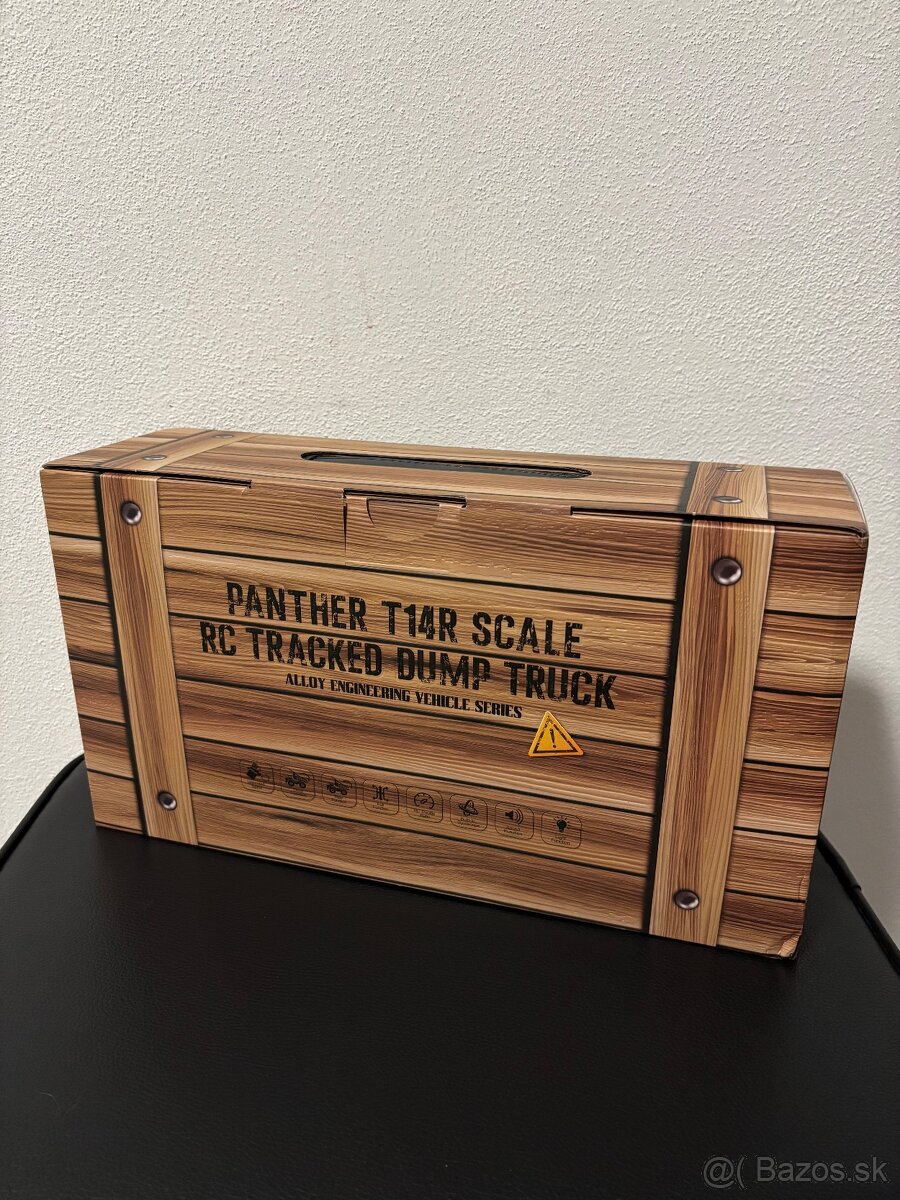 PANTHER T14R SCALE
RC TRACKED DUMP TRUCK
ALLOY ENGINEERING VEHICLE SERIES
@( Bazos.sk